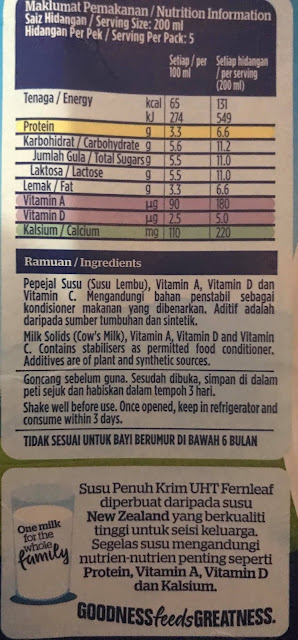 Maklumat Pemakanan / Nutrition Information
Saiz Hidangan / Serving Size: 200 ml
Hidangan Per Pek / Serving Per Pack: 5
Setiap / per 100 ml
Setiap hidangan / per serving (200 ml)
Tenaga / Energy kcal 65 131
kJ 274 549
Protein g 3.3 6.6
Karbohidrat / Carbohydrate g 5.6 11.2
Jumlah Gula / Total Sugars g 5.5 11.0
Laktosa / Lactose g 5.5 11.0
Lemak / Fat g 3.3 6.6
Vitamin A µg 90 180
Vitamin D µg 2.5 5.0
Kalsium / Calcium mg 110 220
Ramuan / Ingredients
Pepejal Susu (Susu Lembu), Vitamin A, Vitamin D dan
Vitamin C. Mengandungi bahan penstabil sebagai
kondisioner makanan yang dibenarkan. Aditif adalah
daripada sumber tumbuhan dan sintetik.
Milk Solids (Cow's Milk), Vitamin A, Vitamin D and Vitamin
C. Contains stabilisers as permitted food conditioner.
Additives are of plant and synthetic sources.
Goncang sebelum guna. Sesudah dibuka, simpan di dalam
peti sejuk dan habiskan dalam tempoh 3 hari.
Shake well before use. Once opened, keep in refrigerator and
consume within 3 days.
TIDAK SESUAI UNTUK BAYI BERUMUR DI BAWAH 6 BULAN
One milk
for the
whole
family
Susu Penuh Krim UHT Fernleaf
diperbuat daripada susu
New Zealand yang berkualiti
tinggi untuk seisi keluarga.
Segelas susu mengandungi
nutrien-nutrien penting seperti
Protein, Vitamin A, Vitamin D
dan Kalsium.
GOODNESS feeds GREATNESS.